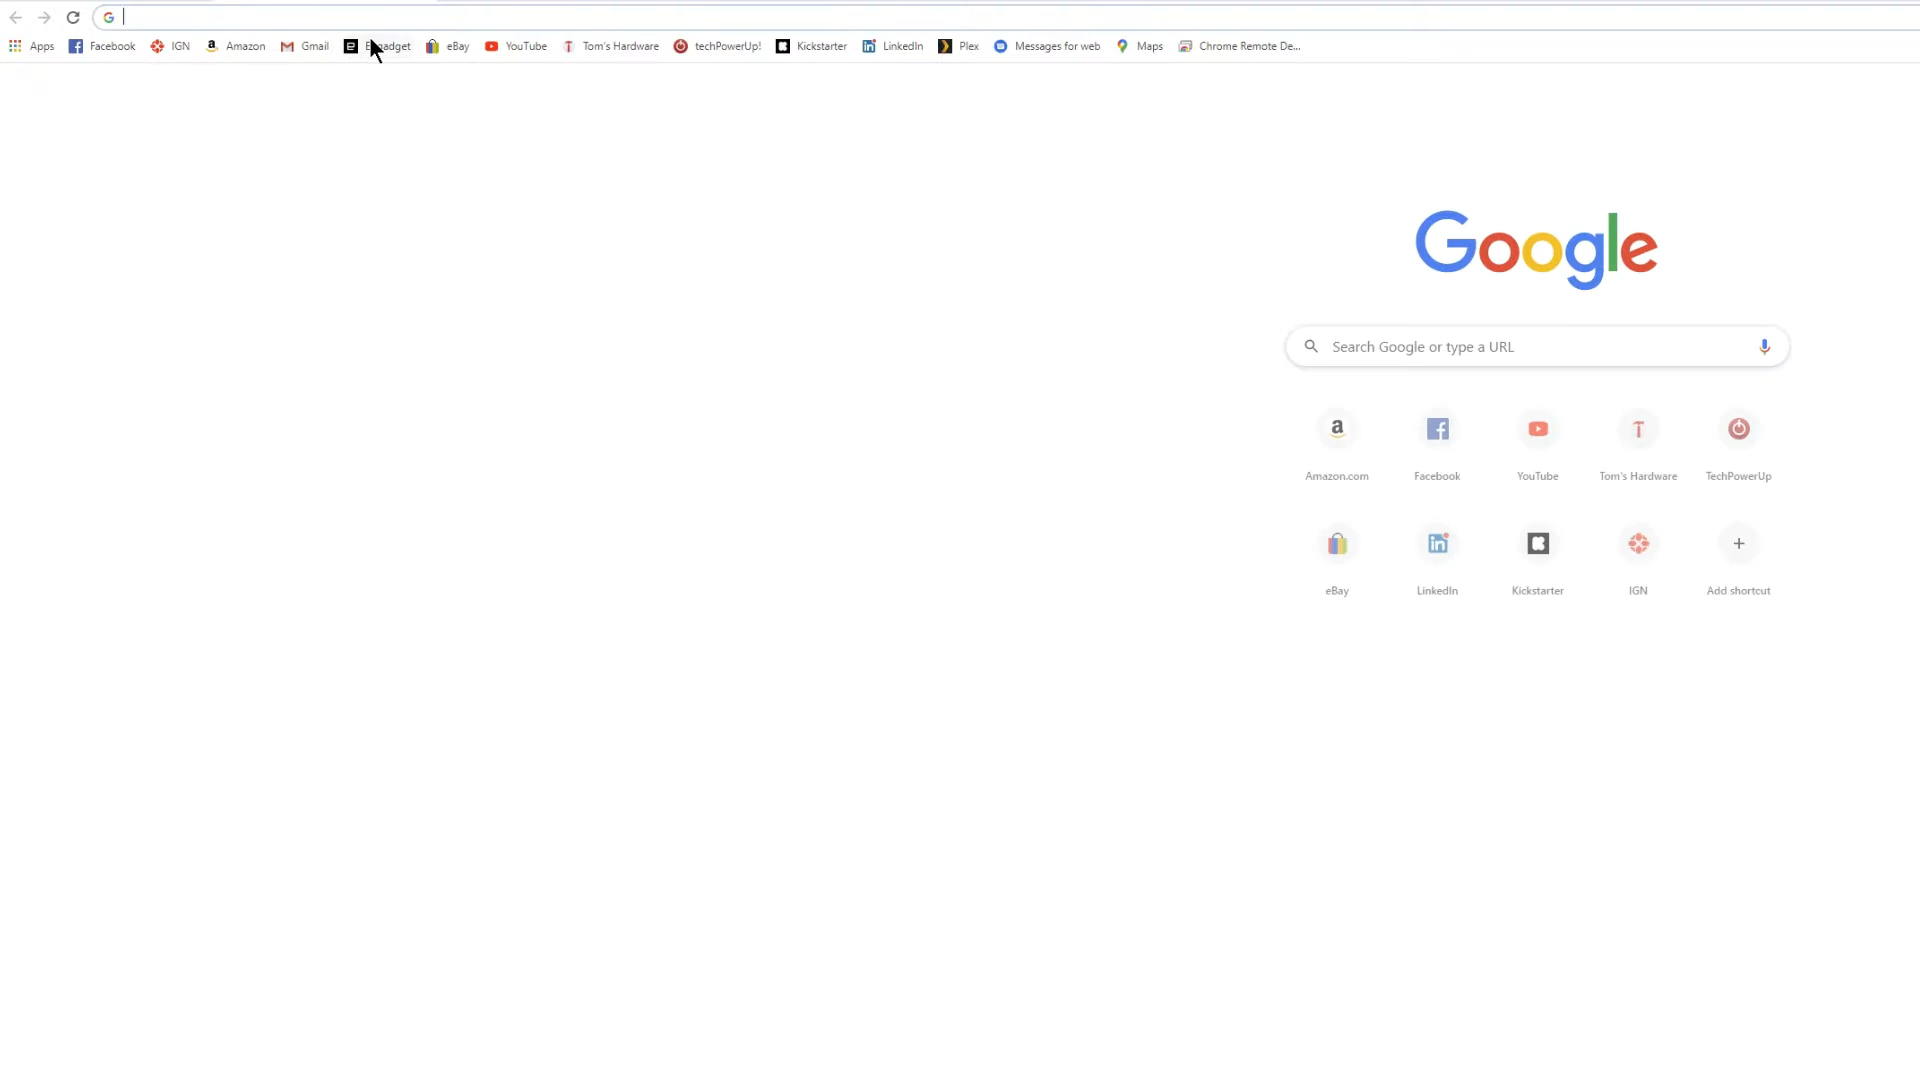 Apps Facebook IGN Amazon Gmail eBay YouTube Tom's Hardware techPowerUp! Kickstarter LinkedIn Plex Messages for web Maps Chrome Remote De...
Google
Search Google or type a URL
Amazon.com Facebook YouTube Tom's Hardware TechPowerUp
eBay LinkedIn Kickstarter IGN Add shortcut